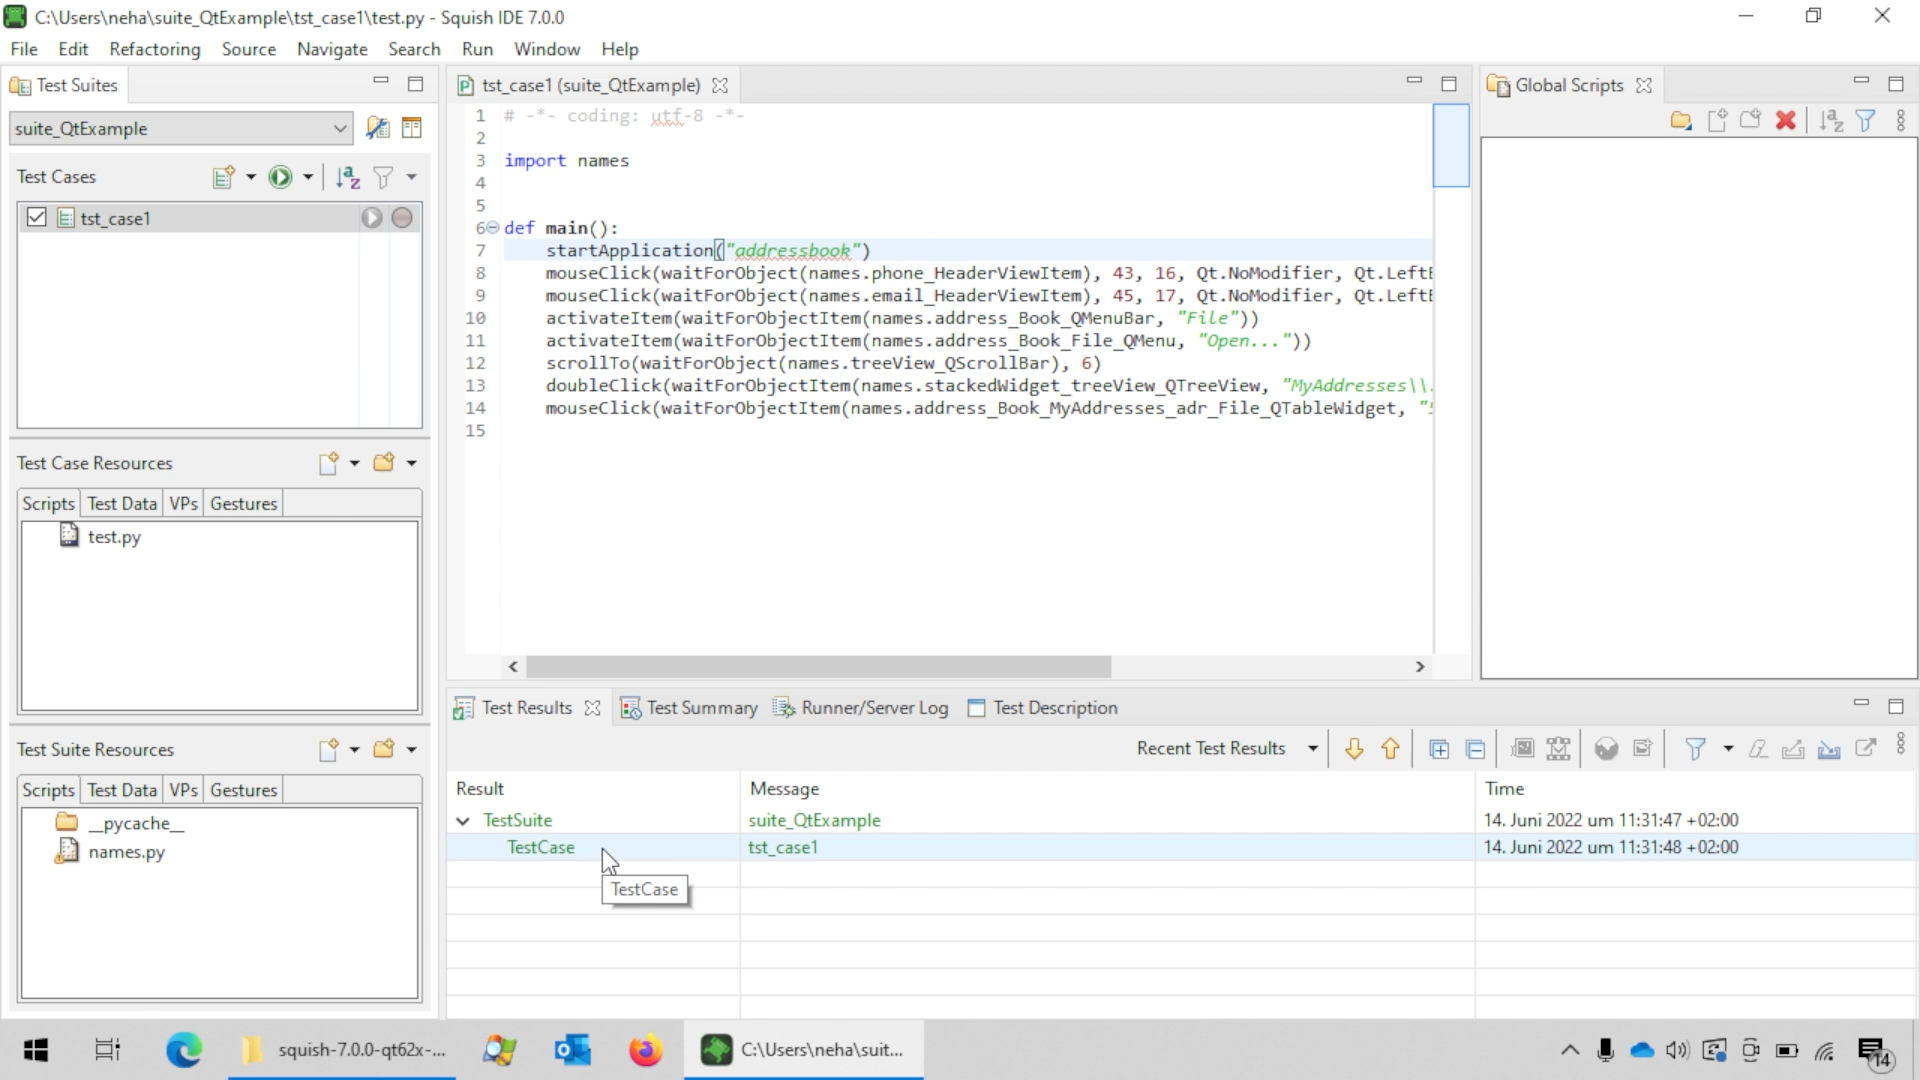 C:\Users\neha\suite_QtExample\tst_case1\test.py - Squish IDE 7.0.0
File Edit Refactoring Source Navigate Search Run Window Help
Test Suites
suite_QtExample
Test Cases
tst_case1
Test Case Resources
Scripts Test Data VPs Gestures
test.py
Test Suite Resources
Scripts Test Data VPs Gestures
__pycache__
names.py
tst_case1 (suite_QtExample)
1 # -*- coding: utf-8 -*-
2
3 import names
4
5
6 def main():
7 startApplication("addressbook")
8 mouseClick(waitForObject(names.phone_HeaderViewItem), 43, 16, Qt.NoModifier, Qt.Left
9 mouseClick(waitForObject(names.email_HeaderViewItem), 45, 17, Qt.NoModifier, Qt.Left
10 activateItem(waitForObjectItem(names.address_Book_QMenuBar, "File"))
11 activateItem(waitForObjectItem(names.address_Book_File_QMenu, "Open..."))
12 scrollTo(waitForObject(names.treeView_QScrollBar), 6)
13 doubleClick(waitForObjectItem(names.stackedWidget_treeView_QTreeView, "MyAddresses\\.
14 mouseClick(waitForObjectItem(names.address_Book_MyAddresses_adr_File_QTableWidget, "
15
Global Scripts
Test Results Test Summary Runner/Server Log Test Description
Recent Test Results
Result Message Time
TestSuite suite_QtExample 14. Juni 2022 um 11:31:47 +02:00
TestCase tst_case1 14. Juni 2022 um 11:31:48 +02:00
TestCase
squish-7.0.0-qt62x-...
C:\Users\neha\suit...
14